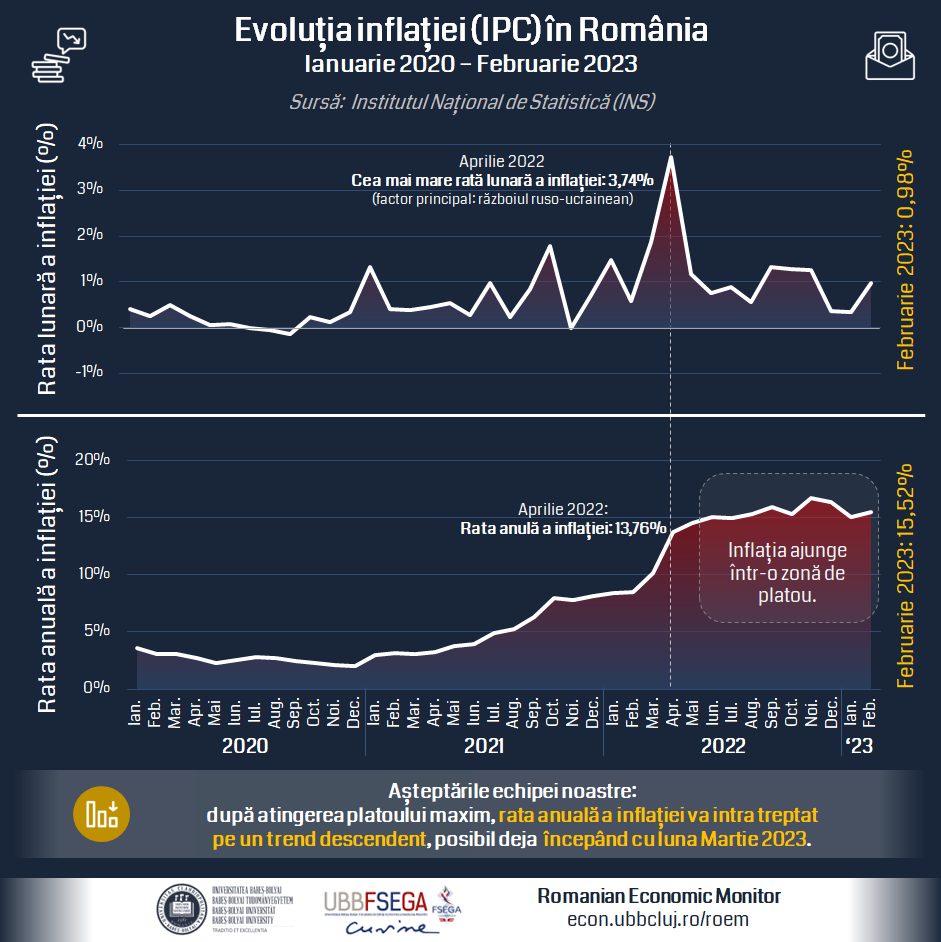 Evoluția inflației (IPC) în România
Ianuarie 2020 – Februarie 2023
Sursă: Institutul Național de Statistică (INS)
Rata lunară a inflației (%)
4%
3%
2%
1%
0%
-1%
Aprilie 2022
Cea mai mare rată lunară a inflației: 3,74%
(factor principal: războiul ruso-ucrainean)
Februarie 2023: 0,98%
Rata anuală a inflației (%)
20%
15%
10%
5%
0%
Aprilie 2022:
Rata anulă a inflației: 13,76%
Inflația ajunge
într-o zonă de
platou.
Februarie 2023: 15,52%
Ian. Feb. Mar. Apr. Mai Iun. Iul. Aug. Sep. Oct. Noi. Dec. Ian. Feb. Mar. Apr. Mai Iun. Iul. Aug. Sep. Oct. Noi. Dec. Ian. Feb. Mar. Apr. Mai Iun. Iul. Aug. Sep. Oct. Noi. Dec. Ian. Feb.
2020 2021 2022 ‘23
Așteptările echipei noastre:
după atingerea platoului maxim, rata anuală a inflației va intra treptat
pe un trend descendent, posibil deja începând cu luna Martie 2023.
UNIVERSITATEA BABEȘ-BOLYAI
BABEȘ-BOLYAI TUDOMÁNYEGYETEM
BABEȘ-BOLYAI UNIVERSITÄT
BABEȘ-BOLYAI UNIVERSITY
TRADITIO ET EXCELLENTIA
UBBFSEGA
FSEGA
Romanian Economic Monitor
econ.ubbcluj.ro/roem